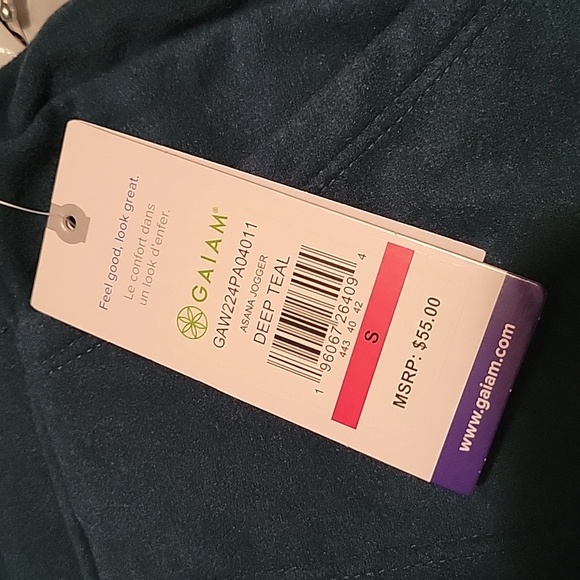 Feel good, look great.
Le confort dans
un look d'enfer.
GAIAM®
GAW224PA04011
ASANA JOGGER
DEEP TEAL
1 96067 26409 4
443 40 42
S
MSRP: $55.00
www.gaiam.com